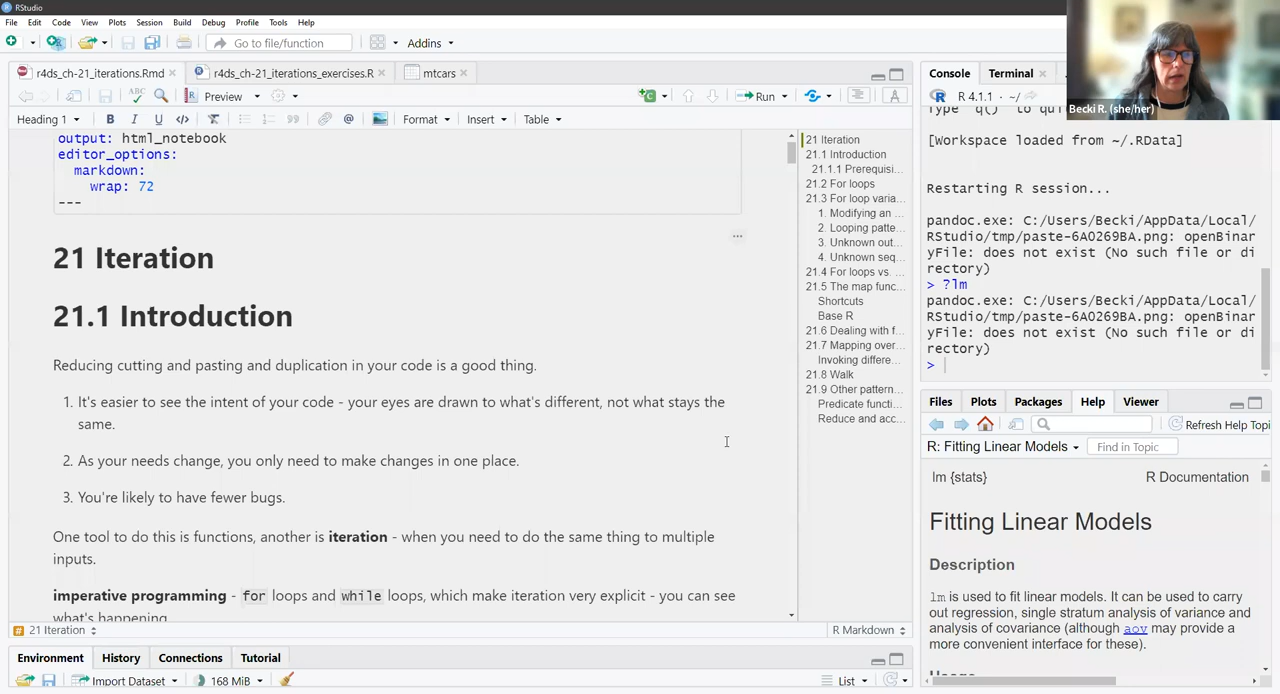 RStudio
File Edit Code View Plots Session Build Debug Profile Tools Help
Go to file/function Addins
r4ds_ch-21_iterations.Rmd r4ds_ch-21_iterations_exercises.R mtcars
ABC Preview Run
Heading 1 B I U Format Insert Table
output: html_notebook
editor_options:
markdown:
wrap: 72
---
21 Iteration
21.1 Introduction
Reducing cutting and pasting and duplication in your code is a good thing.
1. It's easier to see the intent of your code - your eyes are drawn to what's different, not what stays the
same.
2. As your needs change, you only need to make changes in one place.
3. You're likely to have fewer bugs.
One tool to do this is functions, another is iteration - when you need to do the same thing to multiple
inputs.
imperative programming - for loops and while loops, which make iteration very explicit - you can see
what's happening
21 Iteration
21.1 Introduction
21.1.1 Prerequisi...
21.2 For loops
21.3 For loop varia...
1. Modifying an ...
2. Looping patte...
3. Unknown out...
4. Unknown seq...
21.4 For loops vs. ...
21.5 The map func...
Shortcuts
Base R
21.6 Dealing with f...
21.7 Mapping over...
Invoking differe...
21.8 Walk
21.9 Other pattern...
Predicate functi...
Reduce and acc...
21 Iteration R Markdown
Environment History Connections Tutorial
Import Dataset 168 MiB List
Console Terminal
R 4.1.1 · ~/
Becki R. (she/her)
Type 'q()' to qui
[Workspace loaded from ~/.RData]
Restarting R session...
pandoc.exe: C:/Users/Becki/AppData/Local/
RStudio/tmp/paste-6A0269BA.png: openBinar
yFile: does not exist (No such file or di
rectory)
> ?lm
pandoc.exe: C:/Users/Becki/AppData/Local/
RStudio/tmp/paste-6A0269BA.png: openBinar
yFile: does not exist (No such file or di
rectory)
>
Files Plots Packages Help Viewer
Refresh Help Topi
R: Fitting Linear Models Find in Topic
lm {stats} R Documentation
Fitting Linear Models
Description
lm is used to fit linear models. It can be used to carry
out regression, single stratum analysis of variance and
analysis of covariance (although aov may provide a
more convenient interface for these).